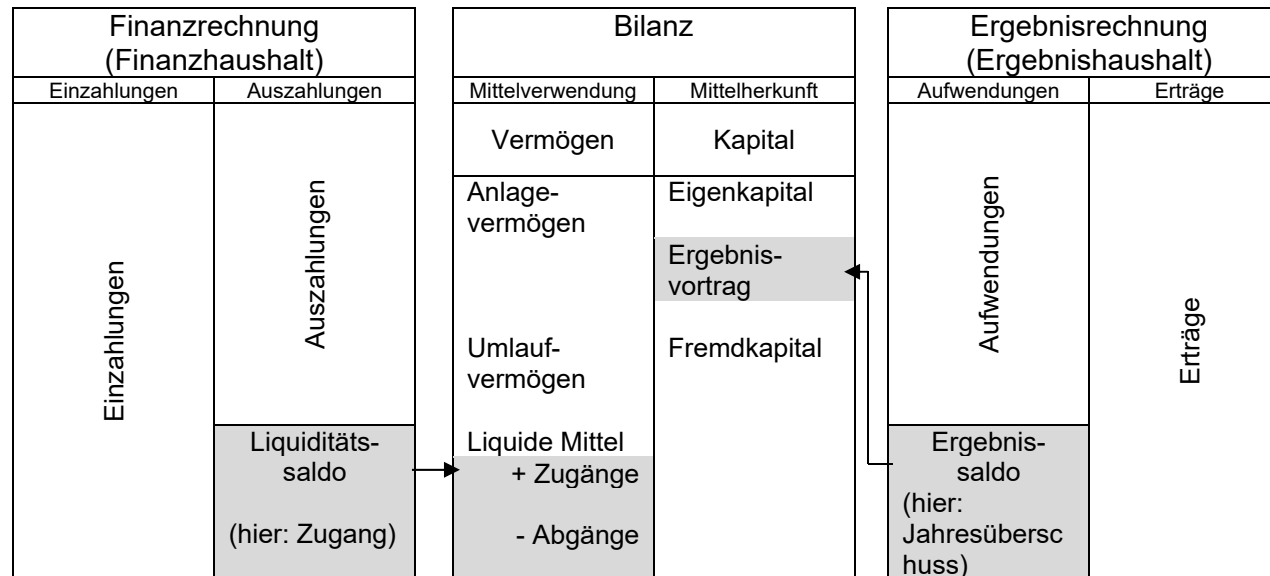 Finanzrechnung
(Finanzhaushalt)
Einzahlungen
Auszahlungen
Einzahlungen
Auszahlungen
Liquiditäts-
saldo
(hier: Zugang)
Bilanz
Mittelverwendung
Mittelherkunft
Vermögen
Kapital
Anlage-
vermögen
Umlauf-
vermögen
Liquide Mittel
+ Zugänge
- Abgänge
Eigenkapital
Ergebnis-
vortrag
Fremdkapital
Ergebnisrechnung
(Ergebnishaushalt)
Aufwendungen
Erträge
Aufwendungen
Ergebnis-
saldo
(hier:
Jahresübersc
huss)
Erträge